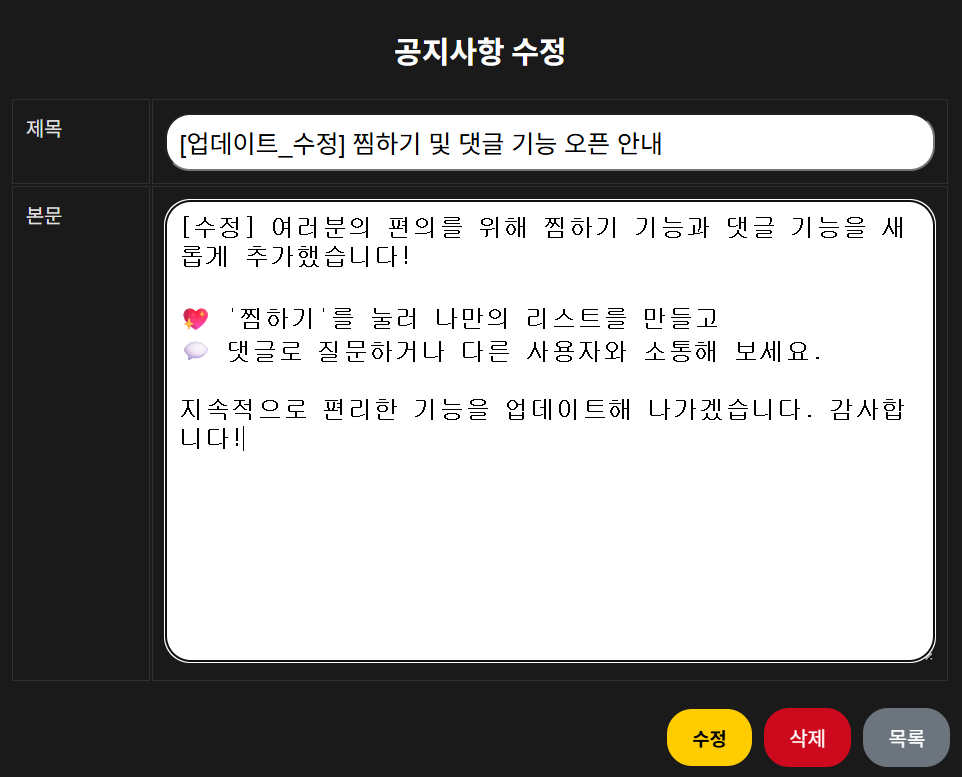 공지사항 수정
제목
[업데이트_수정] 찜하기 및 댓글 기능 오픈 안내
본문
[수정] 여러분의 편의를 위해 찜하기 기능과 댓글 기능을 새
롭게 추가했습니다!
💖 '찜하기'를 눌러 나만의 리스트를 만들고
💬 댓글로 질문하거나 다른 사용자와 소통해 보세요.
지속적으로 편리한 기능을 업데이트해 나가겠습니다. 감사합
니다!
수정 삭제 목록